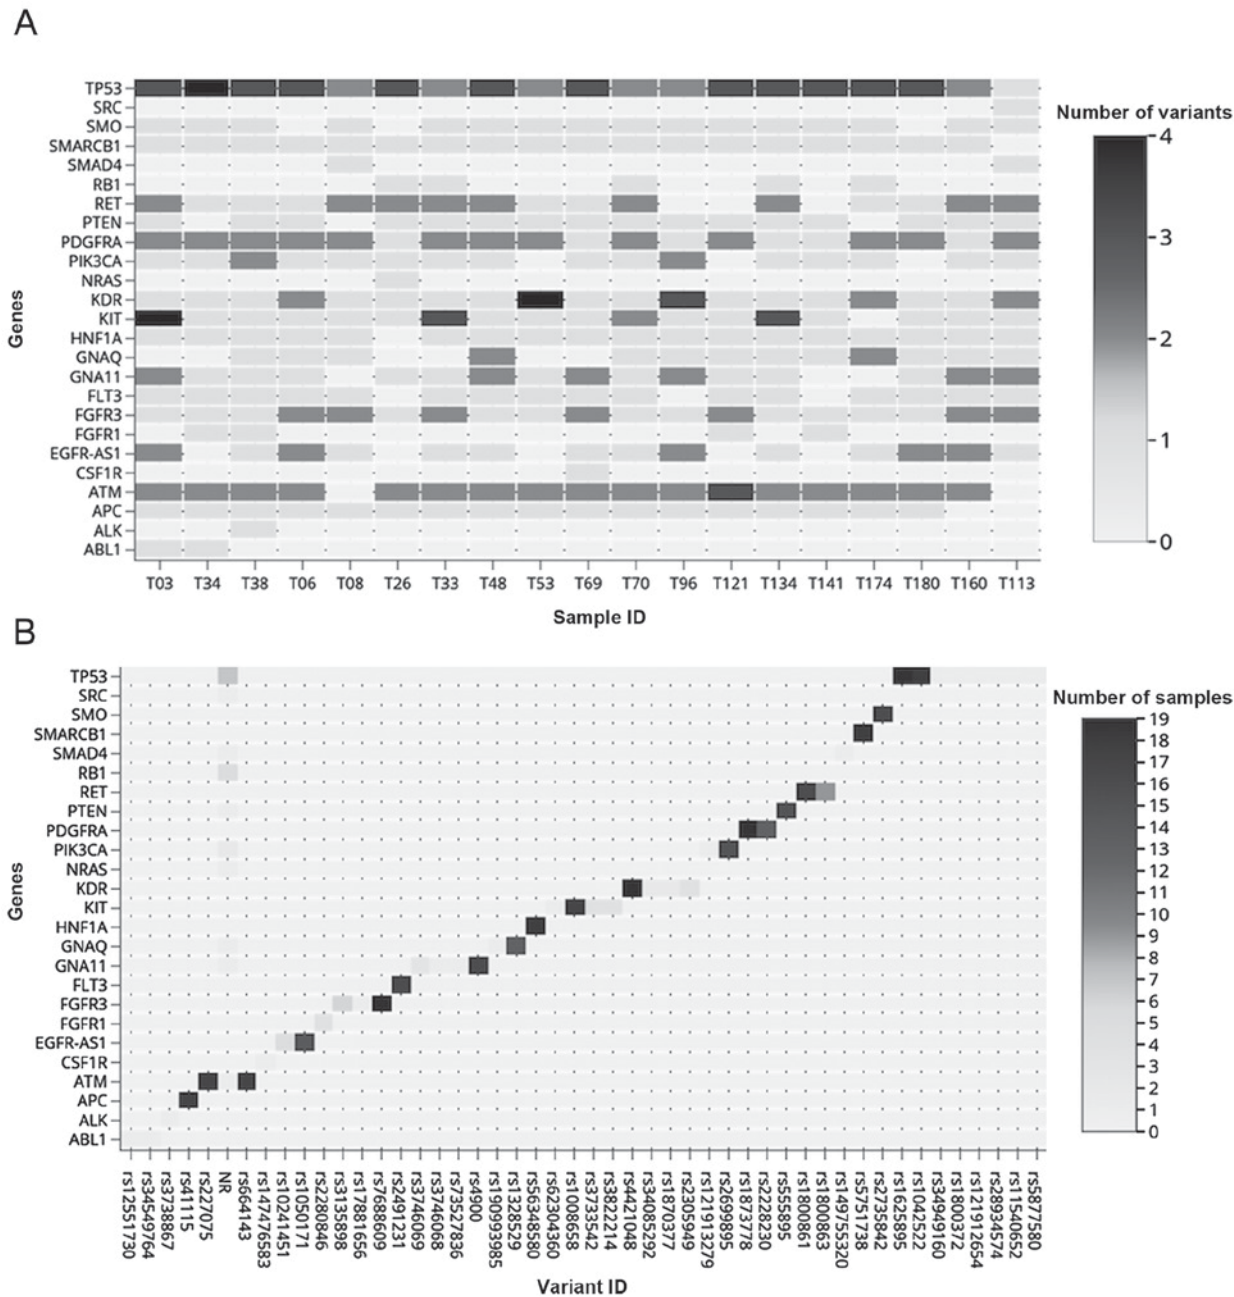 A
TP53
SRC
SMO
SMARCB1
SMAD4
RB1
RET
PTEN
PDGFRA
PIK3CA
NRAS
KDR
KIT
HNF1A
GNAQ
GNA11
FLT3
FGFR3
FGFR1
EGFR-AS1
CSF1R
ATM
APC
ALK
ABL1
Genes
T03 T34 T38 T06 T08 T26 T33 T48 T53 T69 T70 T96 T121 T134 T141 T174 T180 T160 T113
Sample ID
Number of variants
4
3
2
1
0
B
TP53
SRC
SMO
SMARCB1
SMAD4
RB1
RET
PTEN
PDGFRA
PIK3CA
NRAS
KDR
KIT
HNF1A
GNAQ
GNA11
FLT3
FGFR3
FGFR1
EGFR-AS1
CSF1R
ATM
APC
ALK
ABL1
Genes
rs12551730
rs34549764
rs3738867
rs41115
rs227075
NR
rs664143
rs147476583
rs10241451
rs1050171
rs2280846
rs3135898
rs17881656
rs7688609
rs2491231
rs3746069
rs3746068
rs73527836
rs4900
rs190993985
rs1328529
rs56348580
rs62304360
rs1008658
rs3733542
rs3822214
rs4421048
rs34085292
rs1870377
rs2305949
rs121913279
rs2699895
rs1873778
rs2228230
rs555895
rs1800861
rs1800863
rs149755320
rs5751738
rs2735842
rs1625895
rs1042522
rs34949160
rs1800372
rs121912654
rs28934574
rs1154065​2
rs5877580
Variant ID
Number of samples
19
18
17
16
15
14
13
12
11
10
9
8
7
6
5
4
3
2
1
0